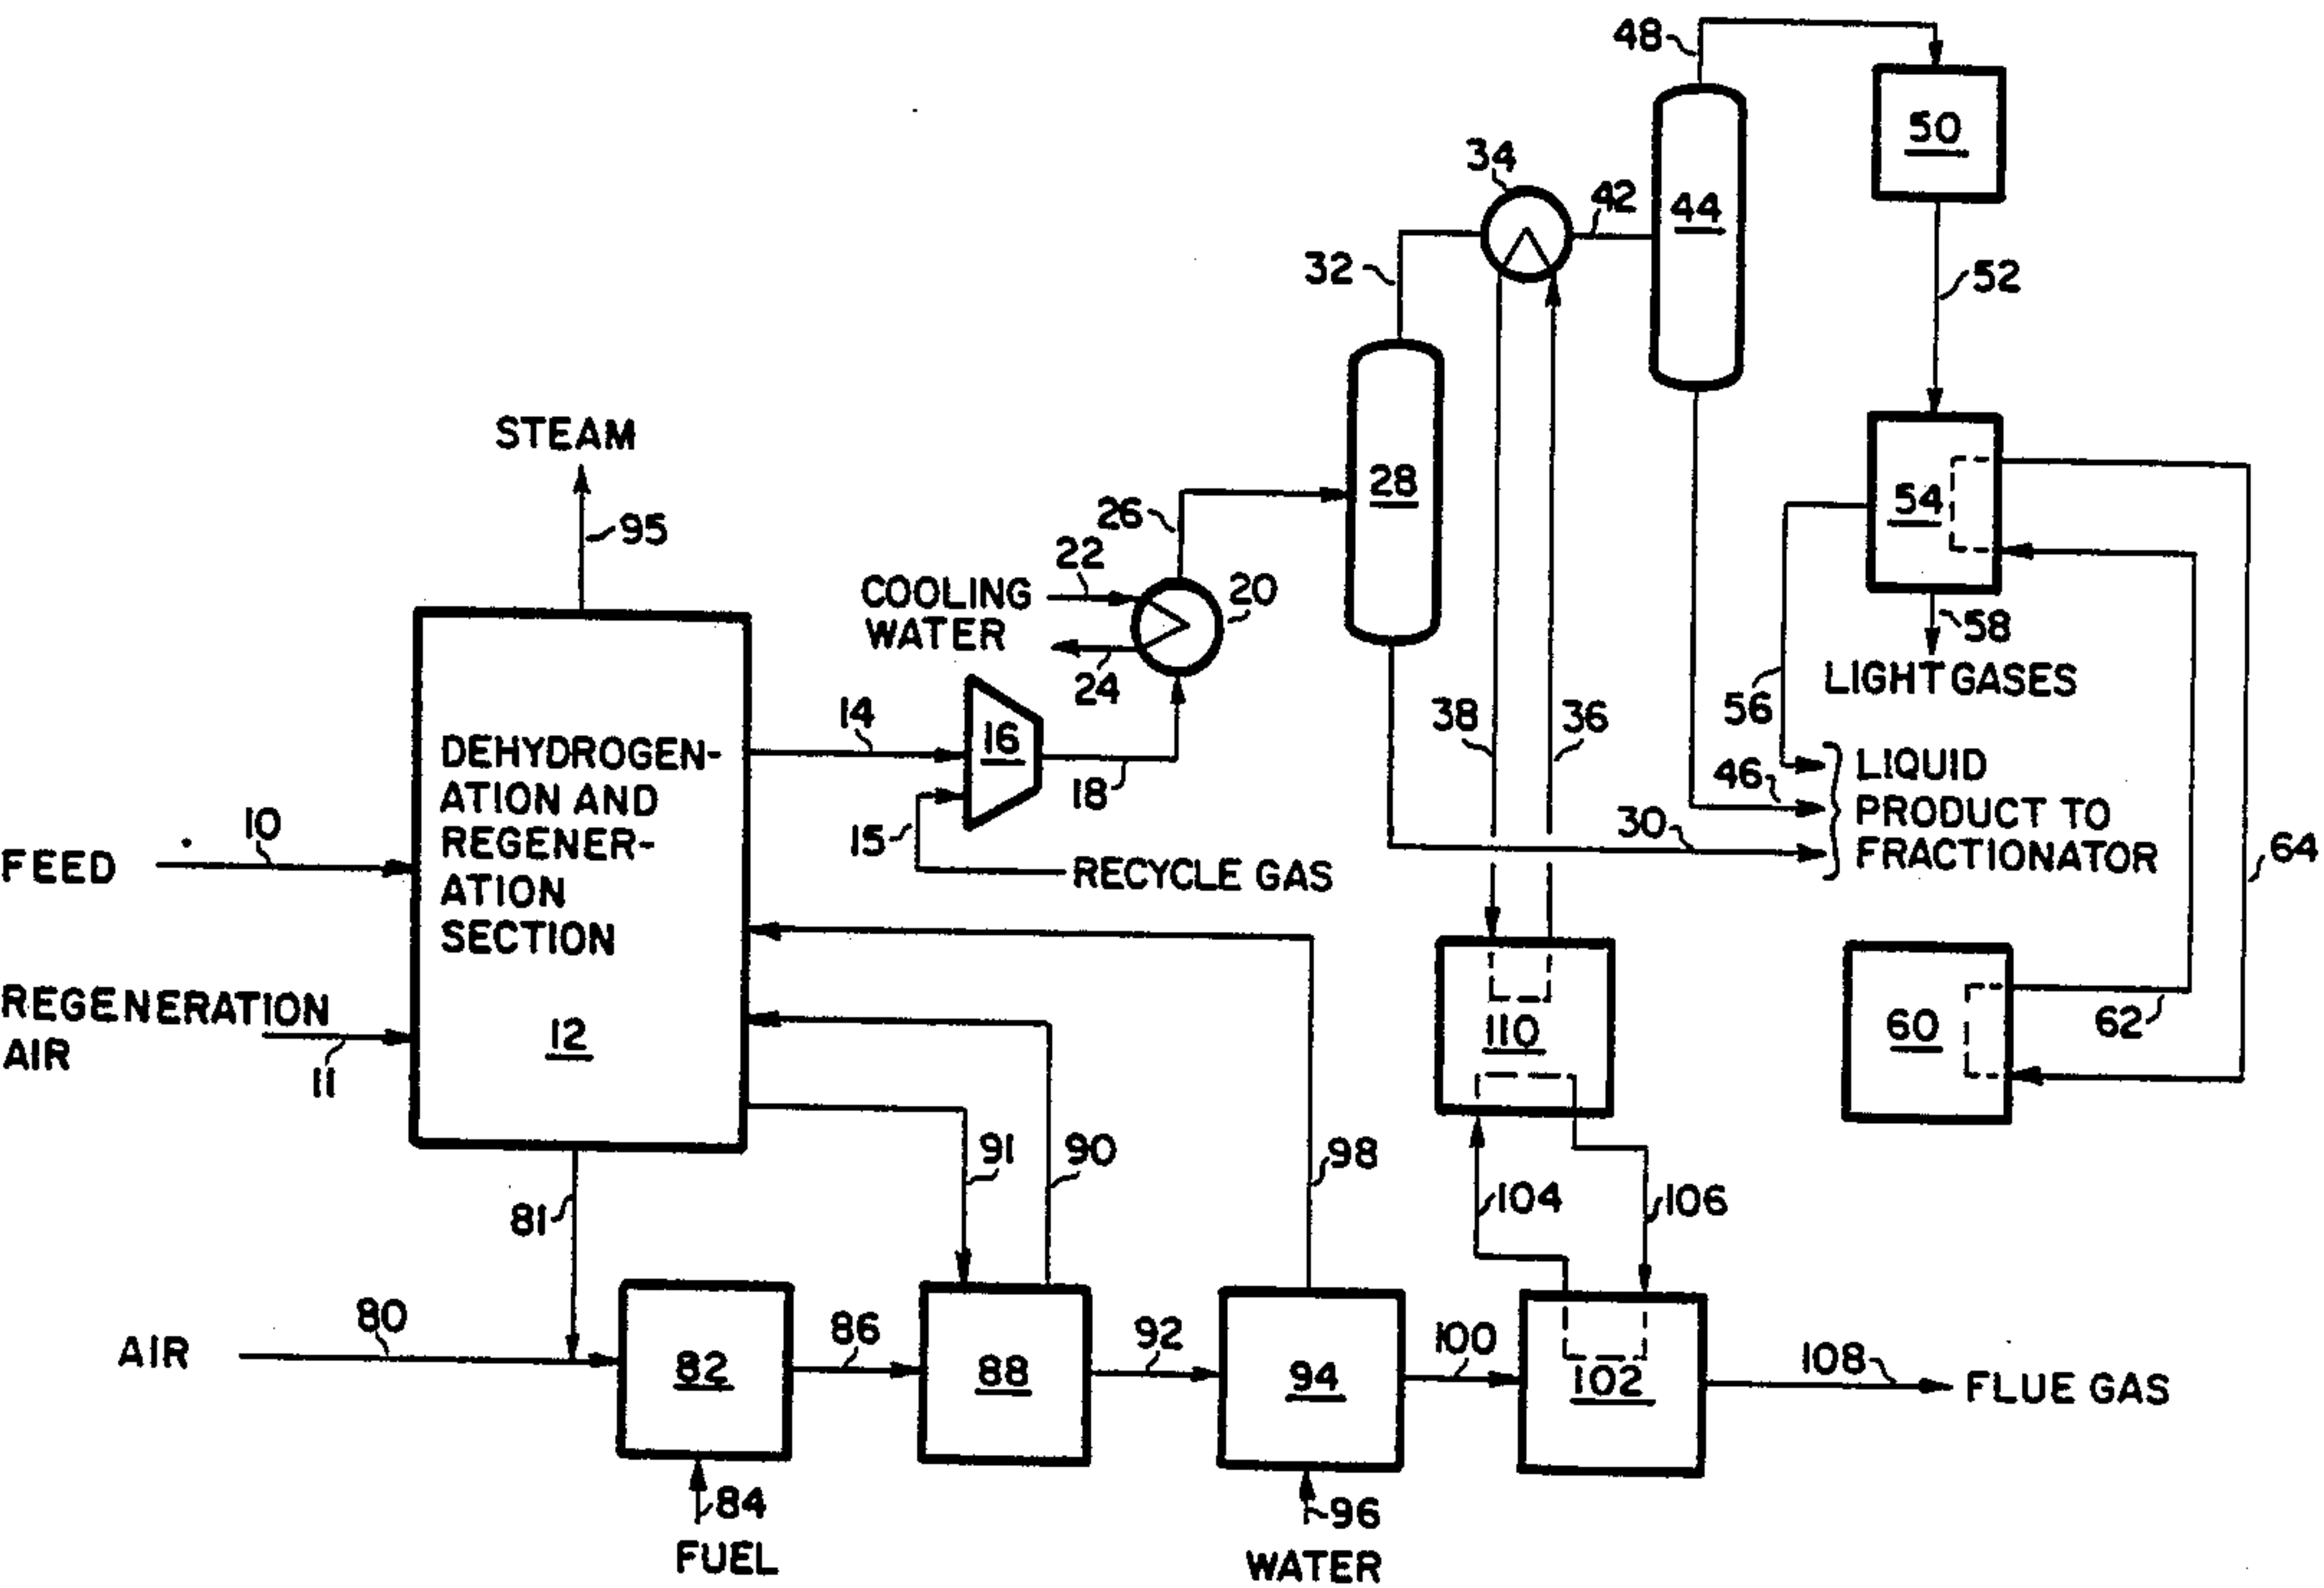 48
50
34
42
44
32
52
STEAM
28
54
95
26
22
COOLING
WATER
20
24
58
LIGHT GASES
56
14
16
38
36
DEHYDROGEN-
ATION AND
REGENER-
ATION
SECTION
12
18
46
LIQUID
PRODUCT TO
FRACTIONATOR
10
15
30
64
FEED
RECYCLE GAS
REGENERATION
AIR
11
110
60
62
91
90
98
104
106
81
80
86
92
100
108
AIR
82
88
94
102
FLUE GAS
84
FUEL
96
WATER